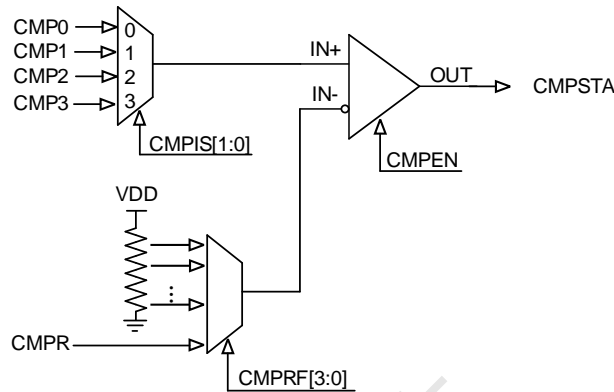 CMP0
0
CMP1
1
CMP2
2
CMP3
3
CMPIS[1:0]
IN+
IN-
OUT
CMPSTA
CMPEN
VDD
...
CMPR
CMPRF[3:0]